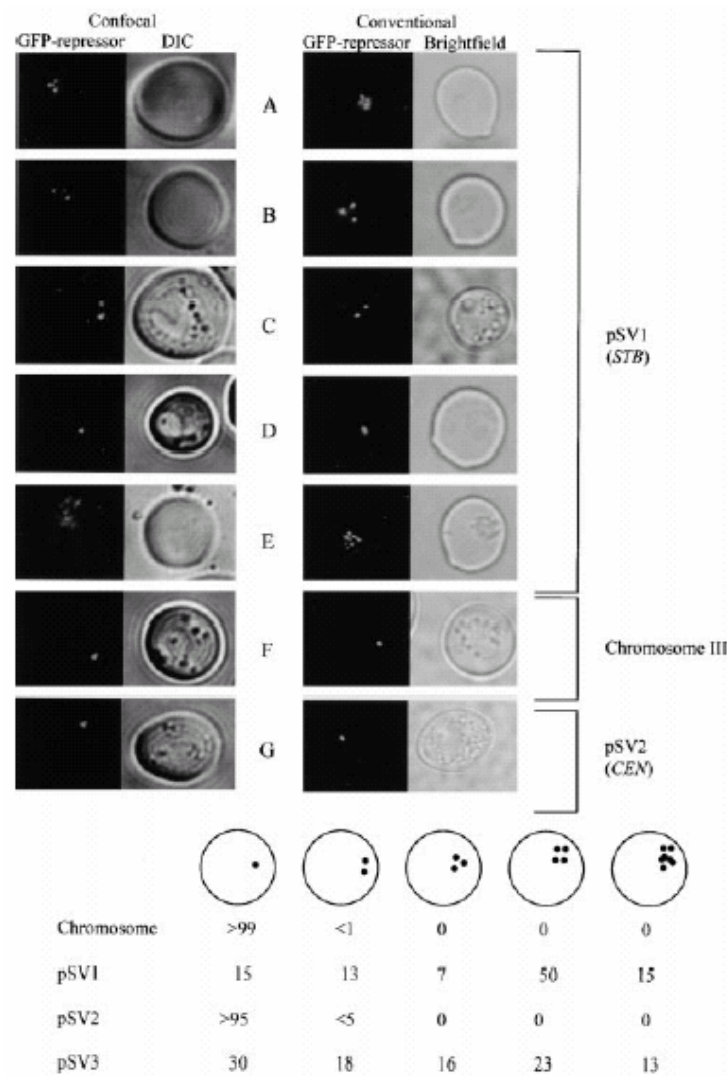 Confocal Conventional
GFP-repressor DIC GFP-repressor Brightfield
A
B
C
pSV1
(STB)
D
E
F
Chromosome III
G
pSV2
(CEN)
Chromosome >99 <1 0 0 0
pSV1 15 13 7 50 15
pSV2 >95 <5 0 0 0
pSV3 30 18 16 23 13